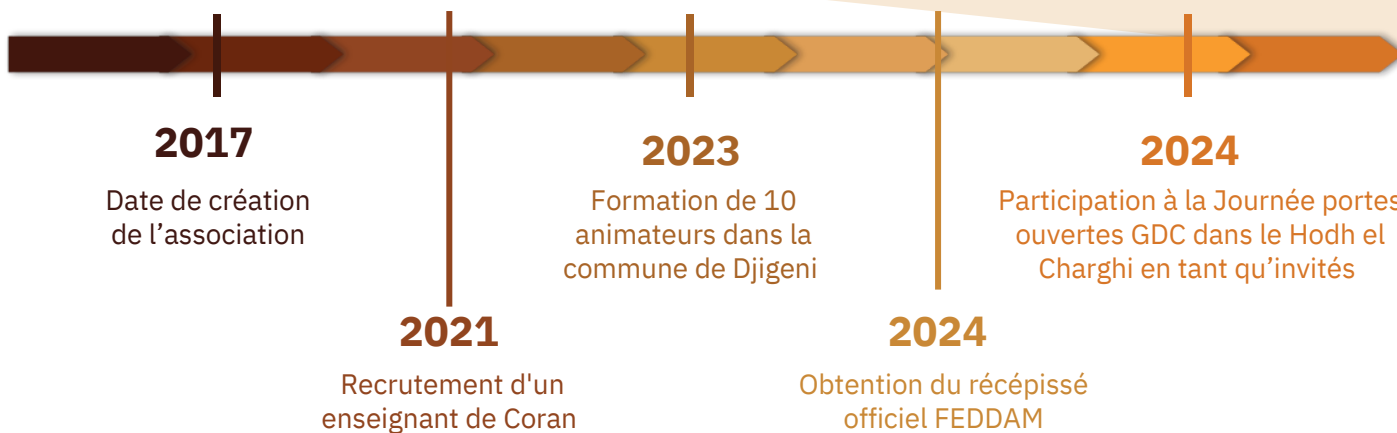 2017
Date de création
de l’association
2021
Recrutement d'un
enseignant de Coran
2023
Formation de 10
animateurs dans la
commune de Djigeni
2024
Obtention du récépissé
officiel FEDDAM
2024
Participation à la Journée portes
ouvertes GDC dans le Hodh el
Charghi en tant qu’invités